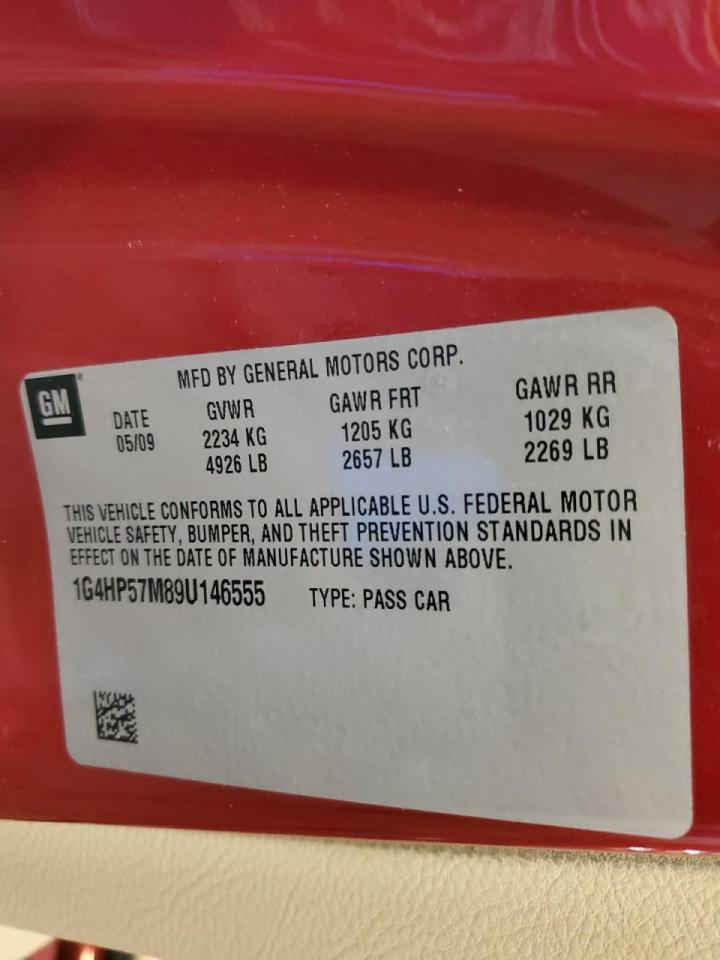 MFD BY GENERAL MOTORS CORP.
GM
DATE GVWR GAWR FRT GAWR RR
05/09 2234 KG 1205 KG 1029 KG
4926 LB 2657 LB 2269 LB
THIS VEHICLE CONFORMS TO ALL APPLICABLE U.S. FEDERAL MOTOR
VEHICLE SAFETY, BUMPER, AND THEFT PREVENTION STANDARDS IN
EFFECT ON THE DATE OF MANUFACTURE SHOWN ABOVE.
1G4HP57M89U146555 TYPE: PASS CAR